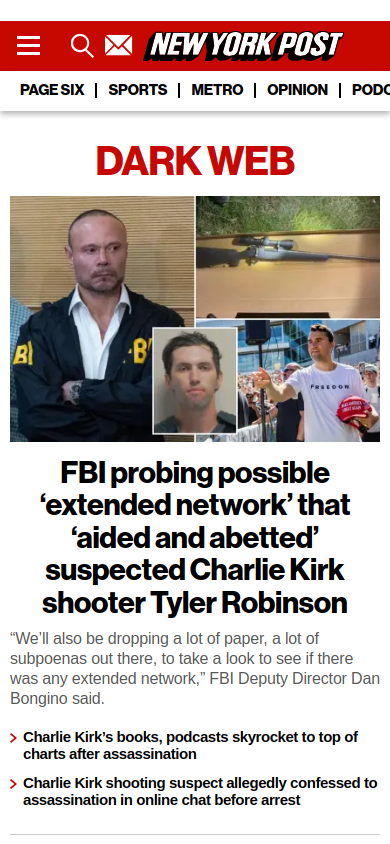 NEW YORK POST
PAGE SIX
SPORTS
METRO
OPINION
PODC
DARK WEB
BI
B
FREEDOM
FBI probing possible
‘extended network’ that
‘aided and abetted’
suspected Charlie Kirk
shooter Tyler Robinson
“We’ll also be dropping a lot of paper, a lot of
subpoenas out there, to take a look to see if there
was any extended network,” FBI Deputy Director Dan
Bongino said.
Charlie Kirk’s books, podcasts skyrocket to top of
charts after assassination
Charlie Kirk shooting suspect allegedly confessed to
assassination in online chat before arrest